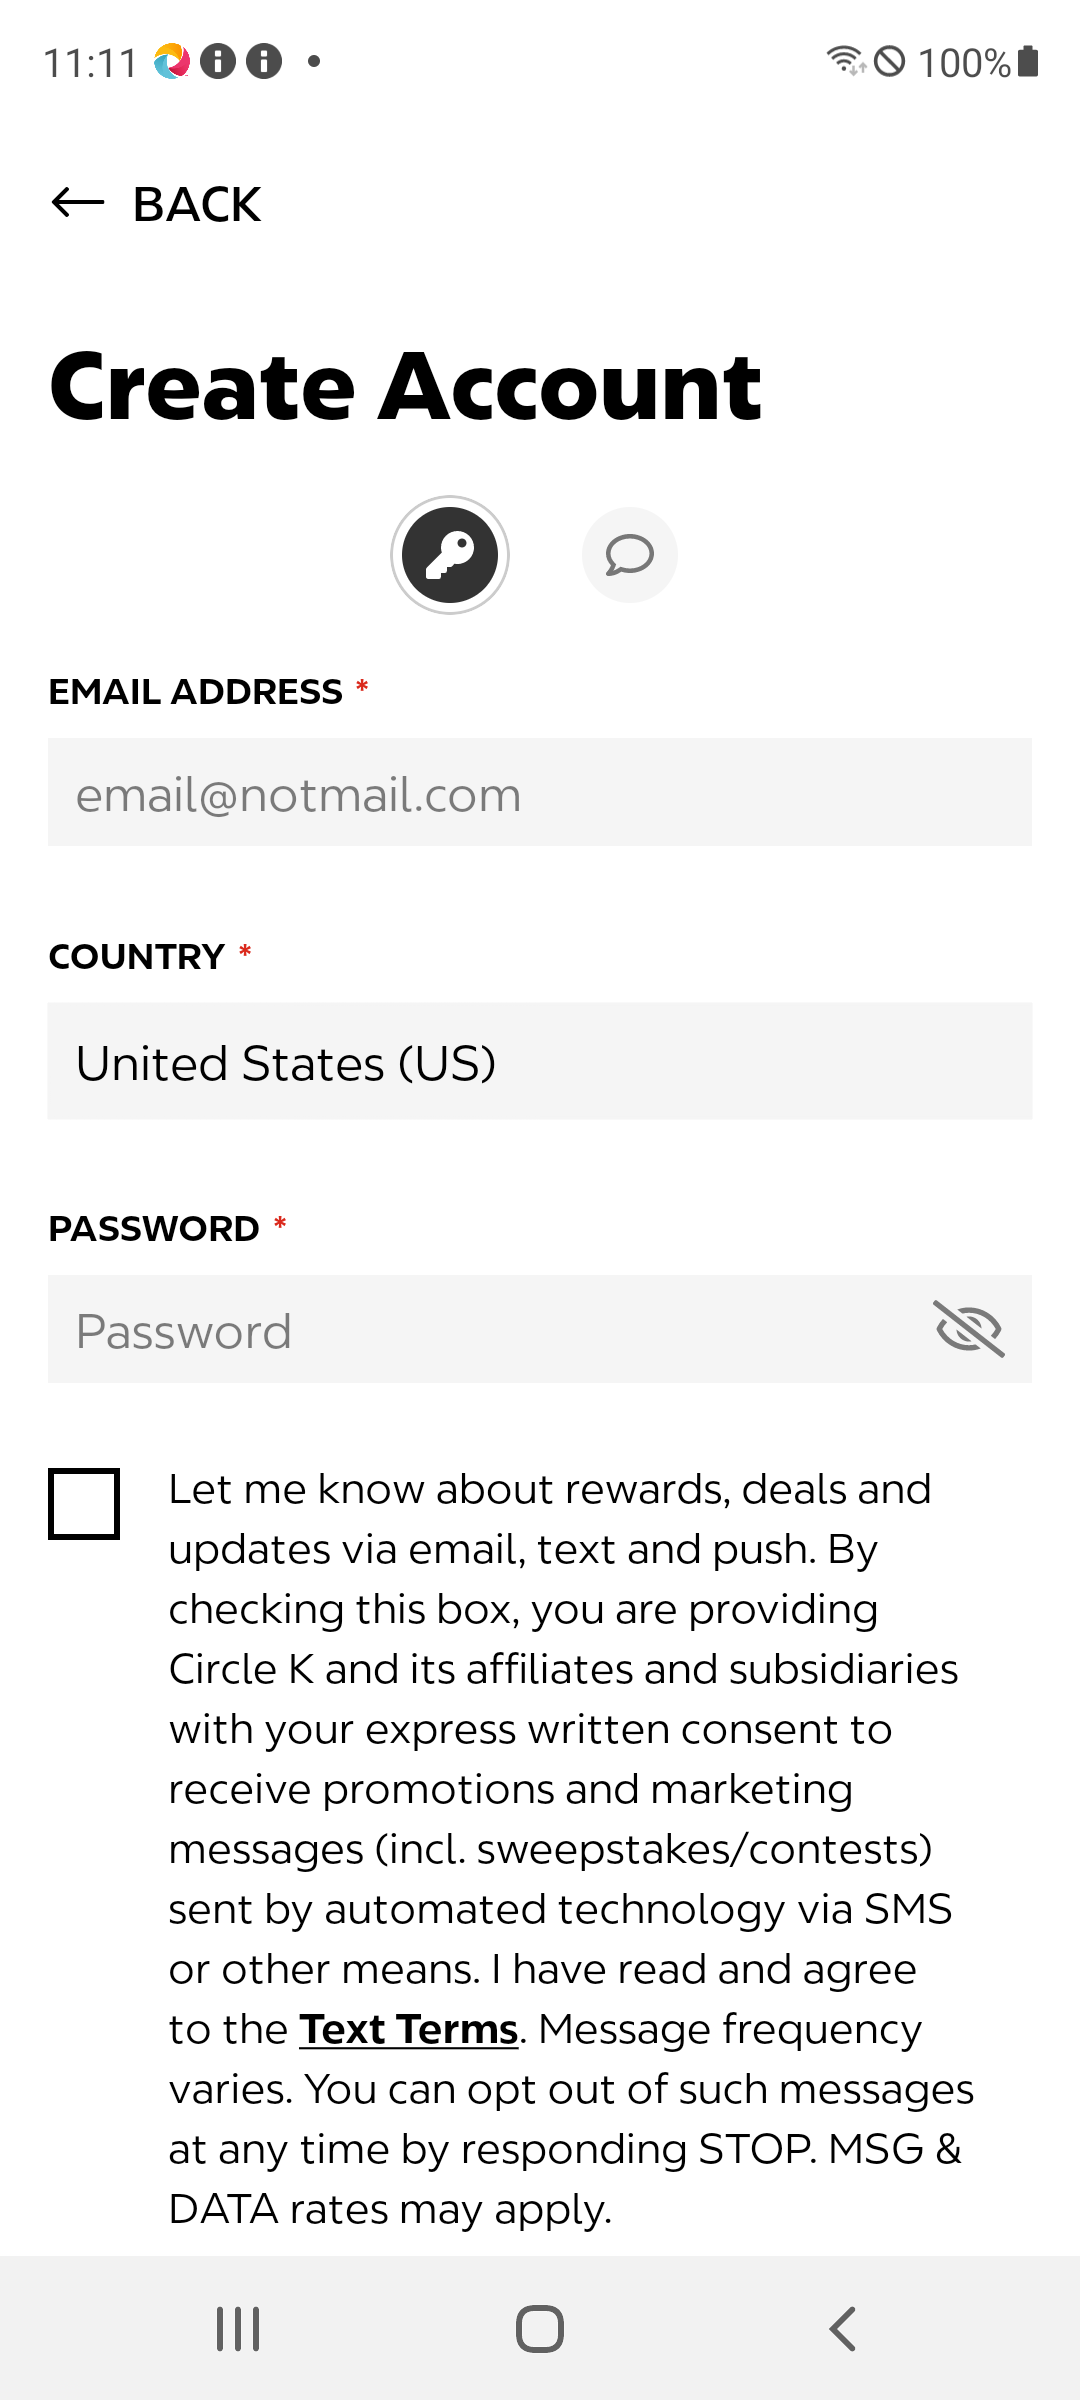 11:11
100%
BACK
Create Account
EMAIL ADDRESS *
email@notmail.com
COUNTRY *
United States (US)
PASSWORD *
Password
Let me know about rewards, deals and
updates via email, text and push. By
checking this box, you are providing
Circle K and its affiliates and subsidiaries
with your express written consent to
receive promotions and marketing
messages (incl. sweepstakes/contests)
sent by automated technology via SMS
or other means. I have read and agree
to the Text Terms. Message frequency
varies. You can opt out of such messages
at any time by responding STOP. MSG &
DATA rates may apply.